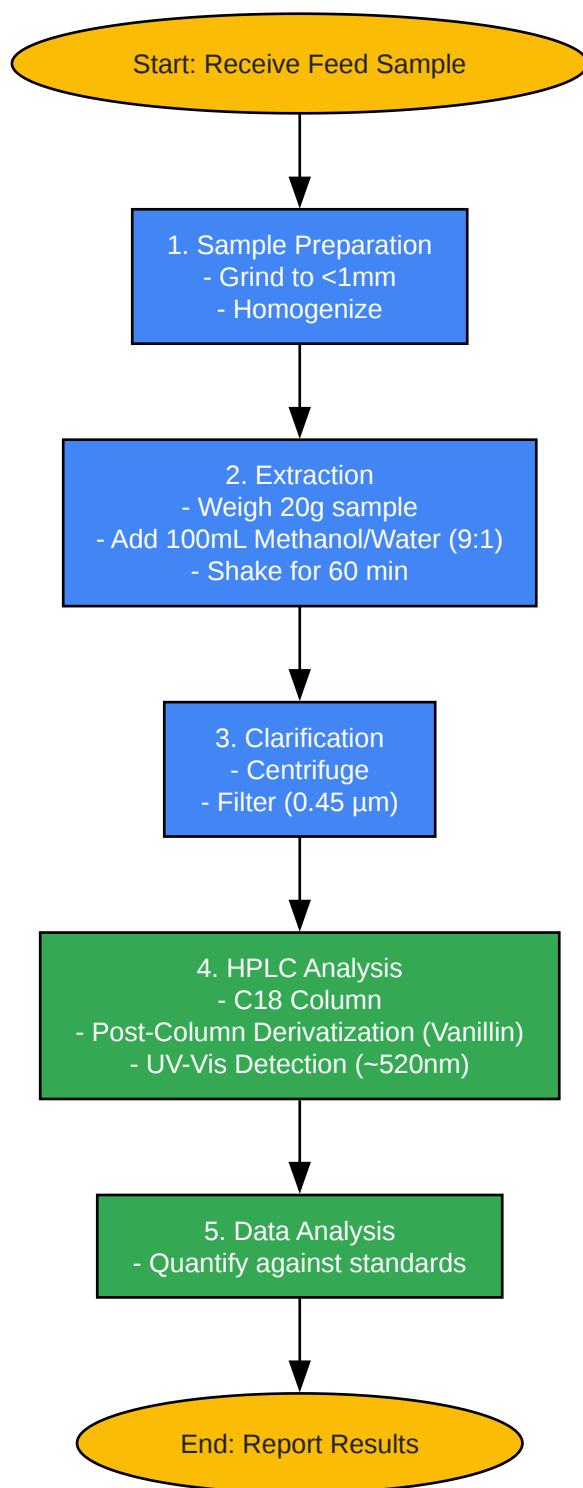 Start: Receive Feed Sample
1. Sample Preparation
- Grind to <1mm
- Homogenize
2. Extraction
- Weigh 20g sample
- Add 100mL Methanol/Water (9:1)
- Shake for 60 min
3. Clarification
- Centrifuge
- Filter (0.45 µm)
4. HPLC Analysis
- C18 Column
- Post-Column Derivatization (Vanillin)
- UV-Vis Detection (~520nm)
5. Data Analysis
- Quantify against standards
End: Report Results